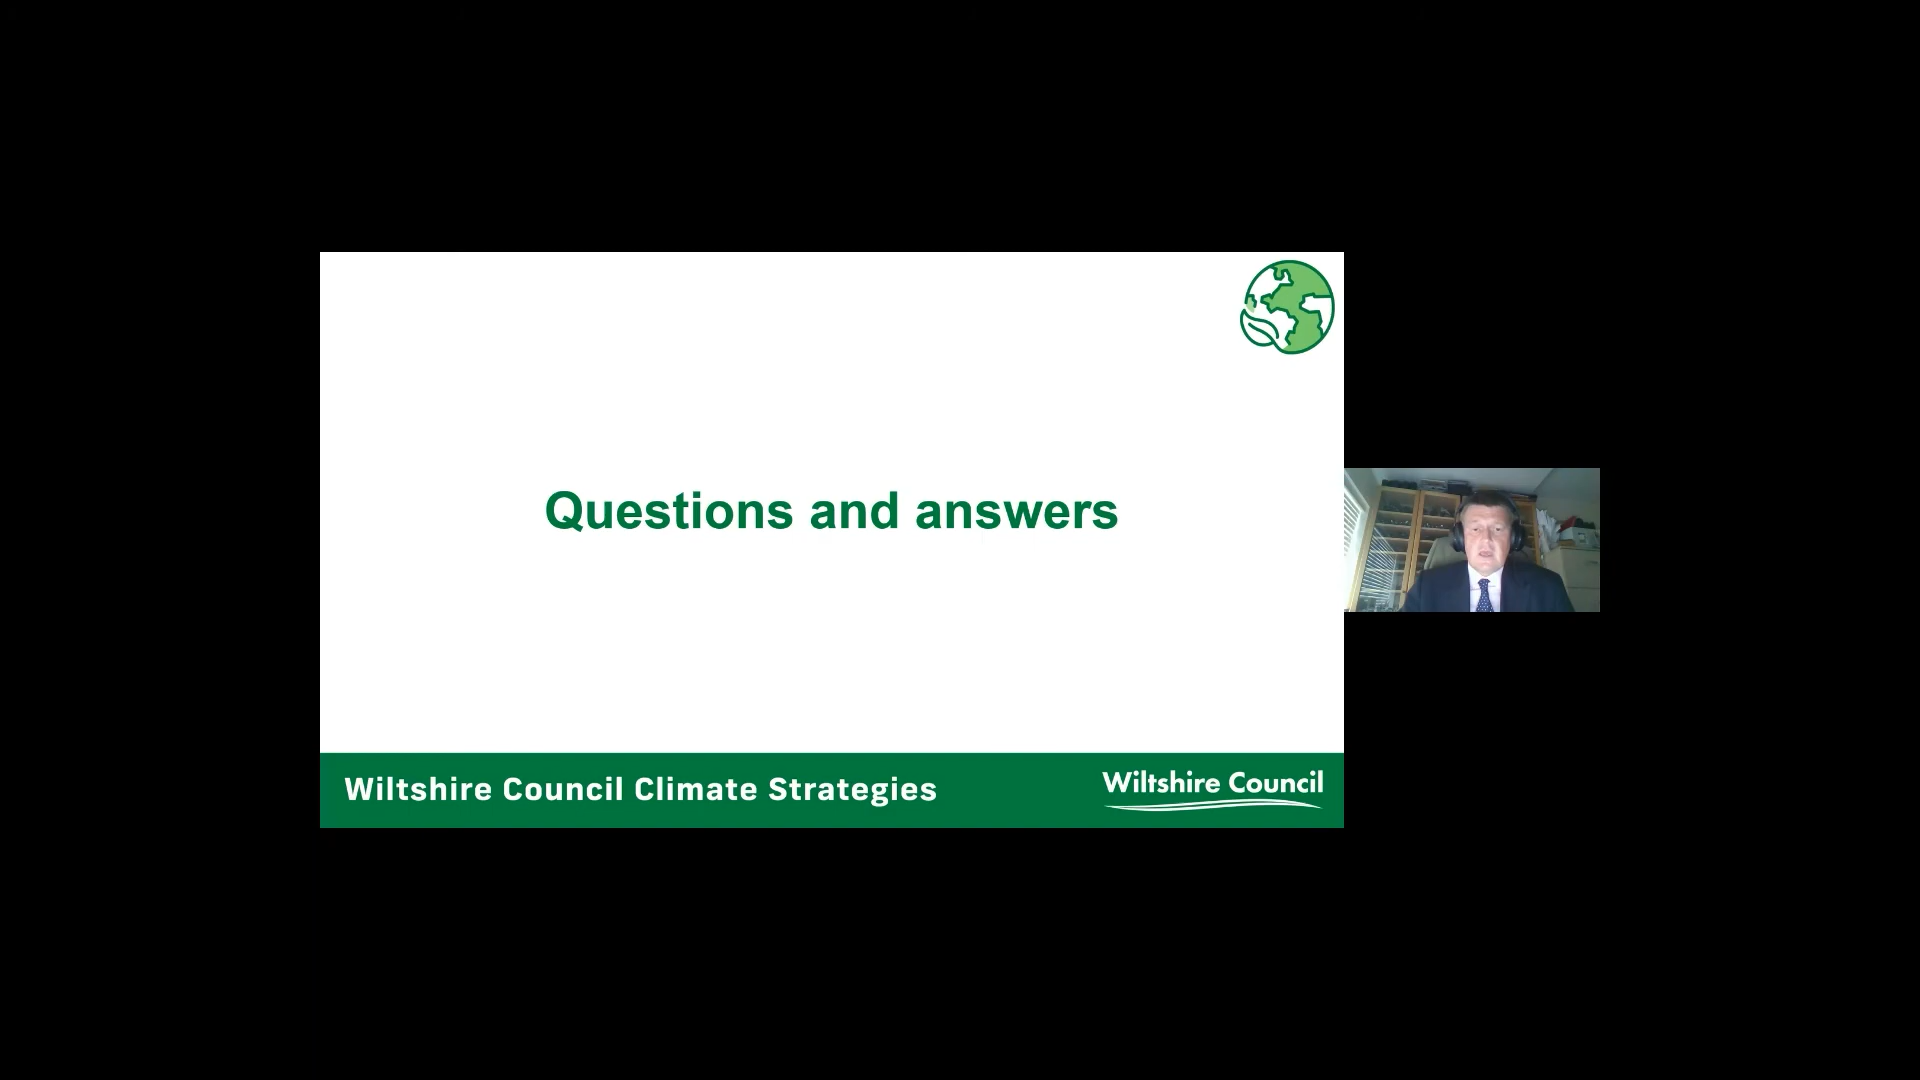 Questions and answers
Wiltshire Council Climate Strategies
Wiltshire Council